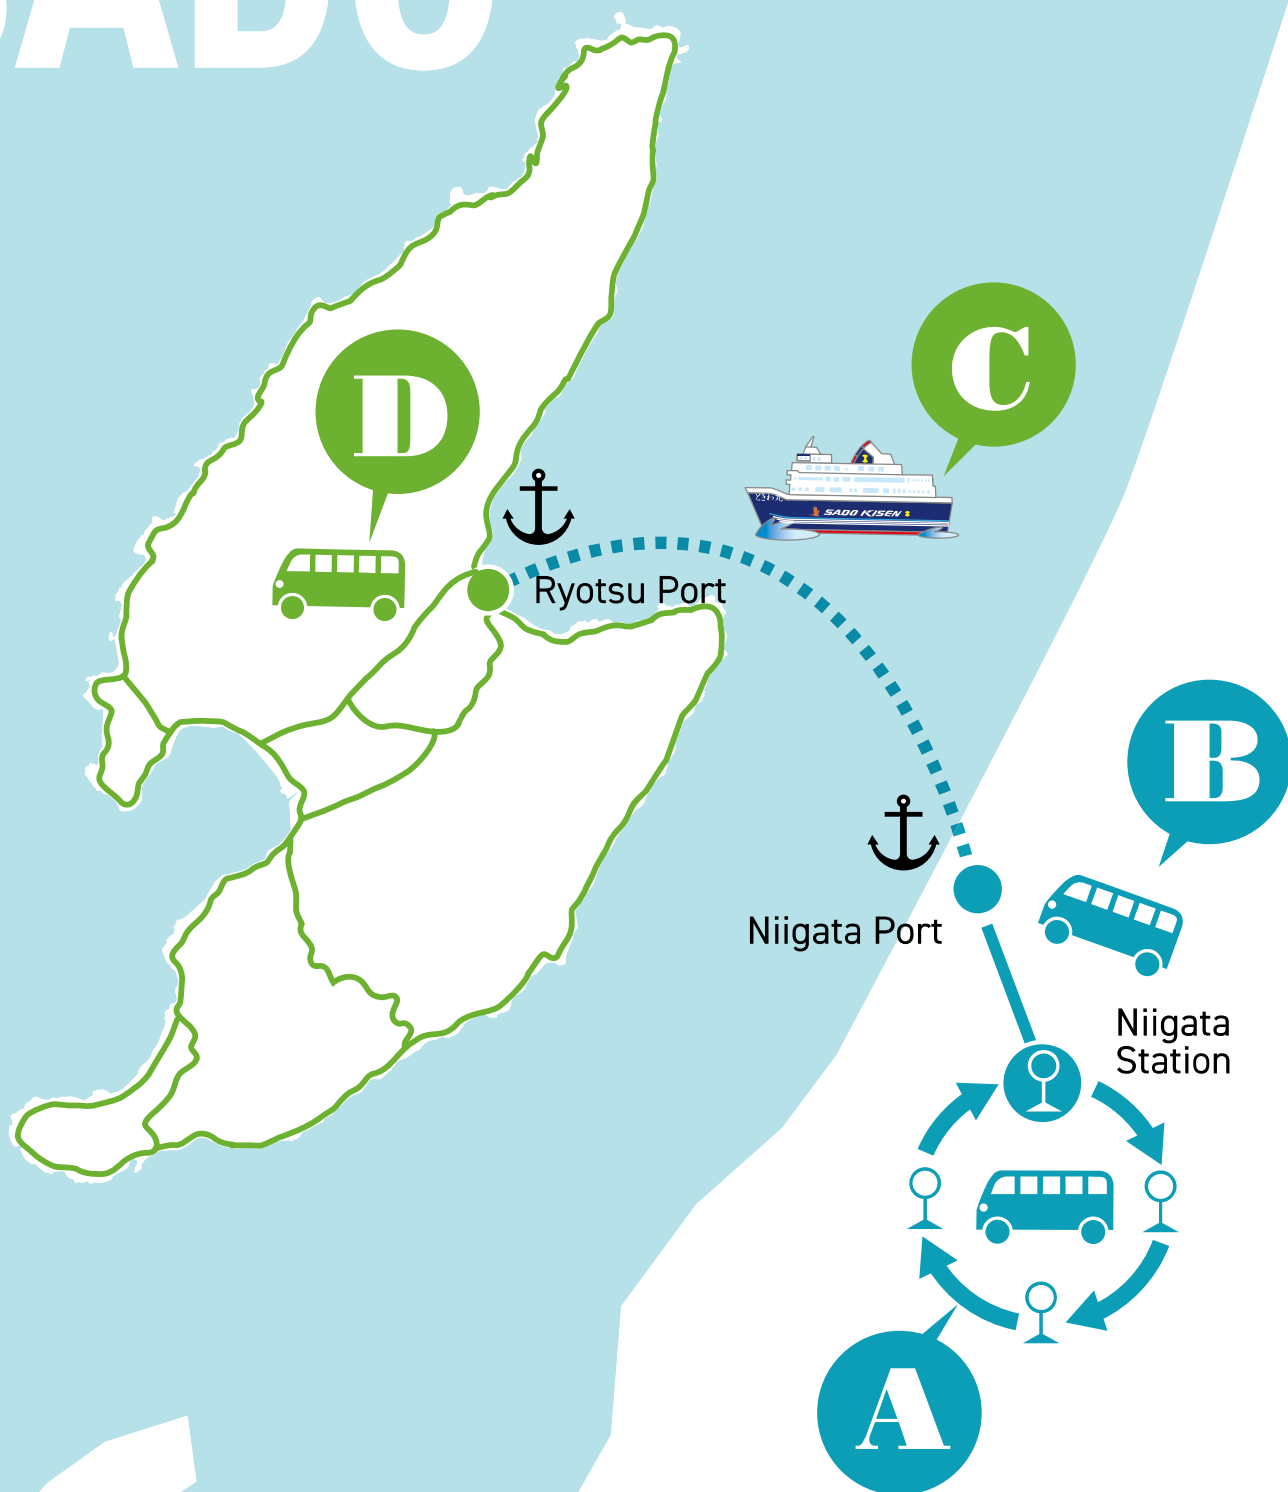 SADO
D
C
SADO KISEN
Ryotsu Port
B
Niigata Port
Niigata
Station
A